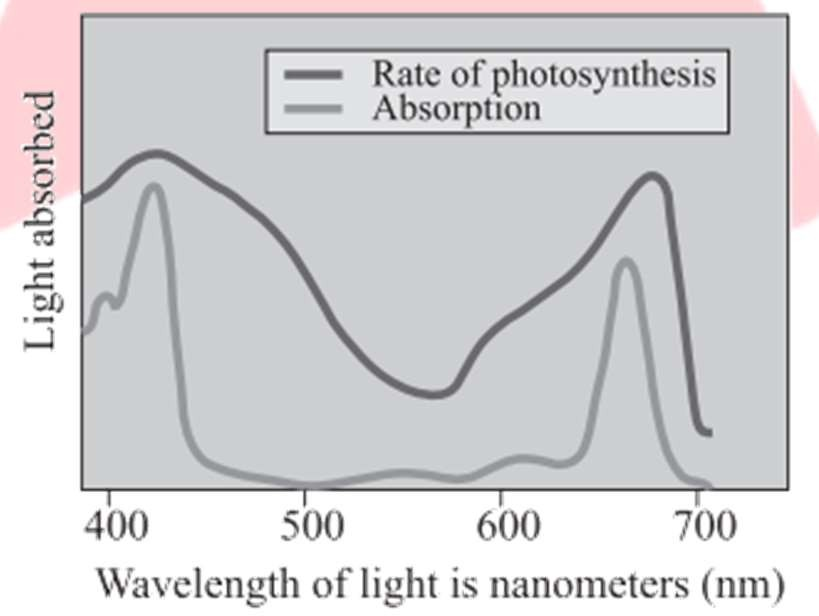 Rate of photosynthesis
Absorption
Light absorbed
400 500 600 700
Wavelength of light is nanometers (nm)